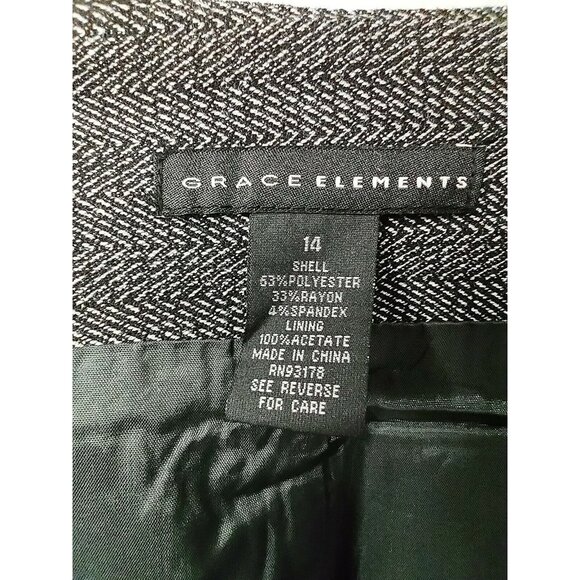 GRACE ELEMENTS
14
SHELL
63%POLYESTER
33%RAYON
4%SPANDEX
LINING
100%ACETATE
MADE IN CHINA
RN93178
SEE REVERSE
FOR CARE